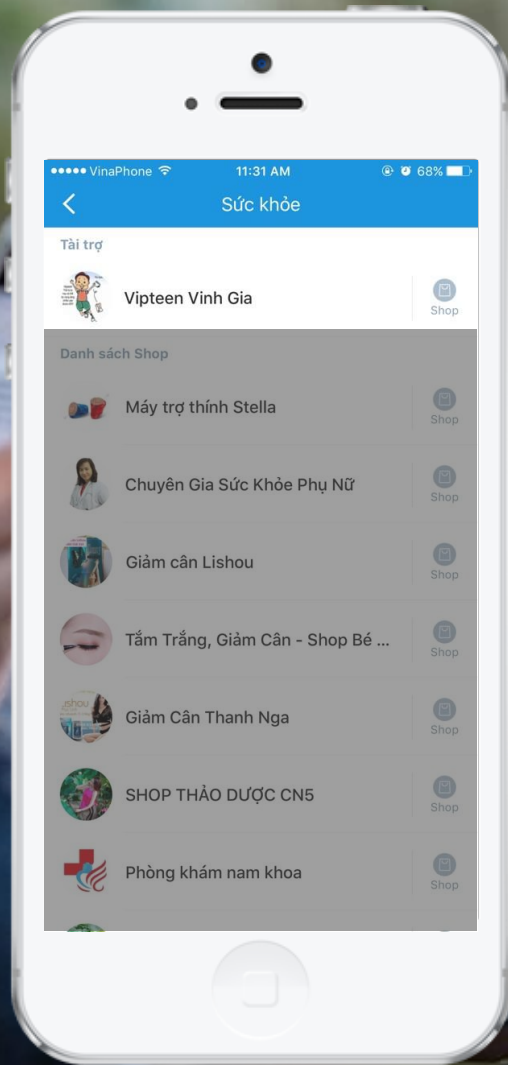 VinaPhone
11:31 AM
68%
Sức khỏe
Tài trợ
Vipteen Vinh Gia
Shop
Danh sách Shop
Máy trợ thính Stella
Shop
Chuyên Gia Sức Khỏe Phụ Nữ
Shop
Giảm cân Lishou
Shop
Tắm Trắng, Giảm Cân - Shop Bé ...
Shop
Giảm Cân Thanh Nga
Shop
SHOP THẢO DƯỢC CN5
Shop
Phòng khám nam khoa
Shop